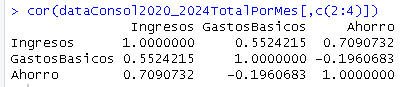 > cor(dataConsol2020_2024TotalPorMes[,c(2:4)])
Ingresos GastosBasicos Ahorro
Ingresos 1.0000000 0.5524215 0.7090732
GastosBasicos 0.5524215 1.0000000 -0.1960683
Ahorro 0.7090732 -0.1960683 1.0000000